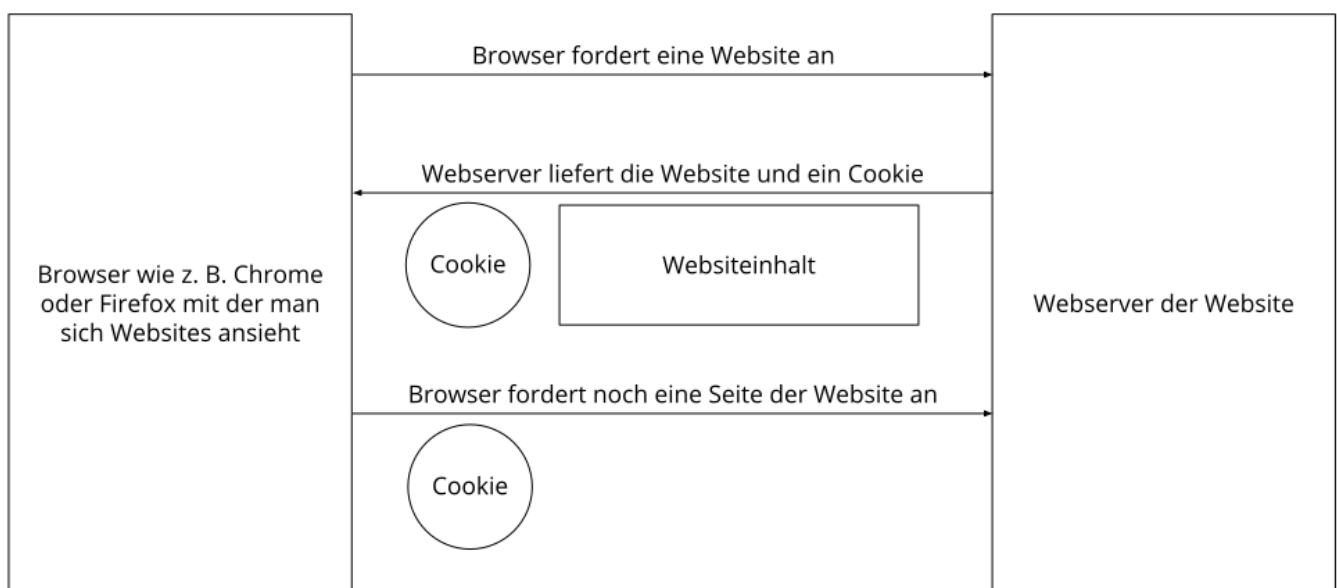 Browser fordert eine Website an
Webserver liefert die Website und ein Cookie
Cookie
Websiteinhalt
Browser wie z. B. Chrome
oder Firefox mit der man
sich Websites ansieht
Webserver der Website
Browser fordert noch eine Seite der Website an
Cookie